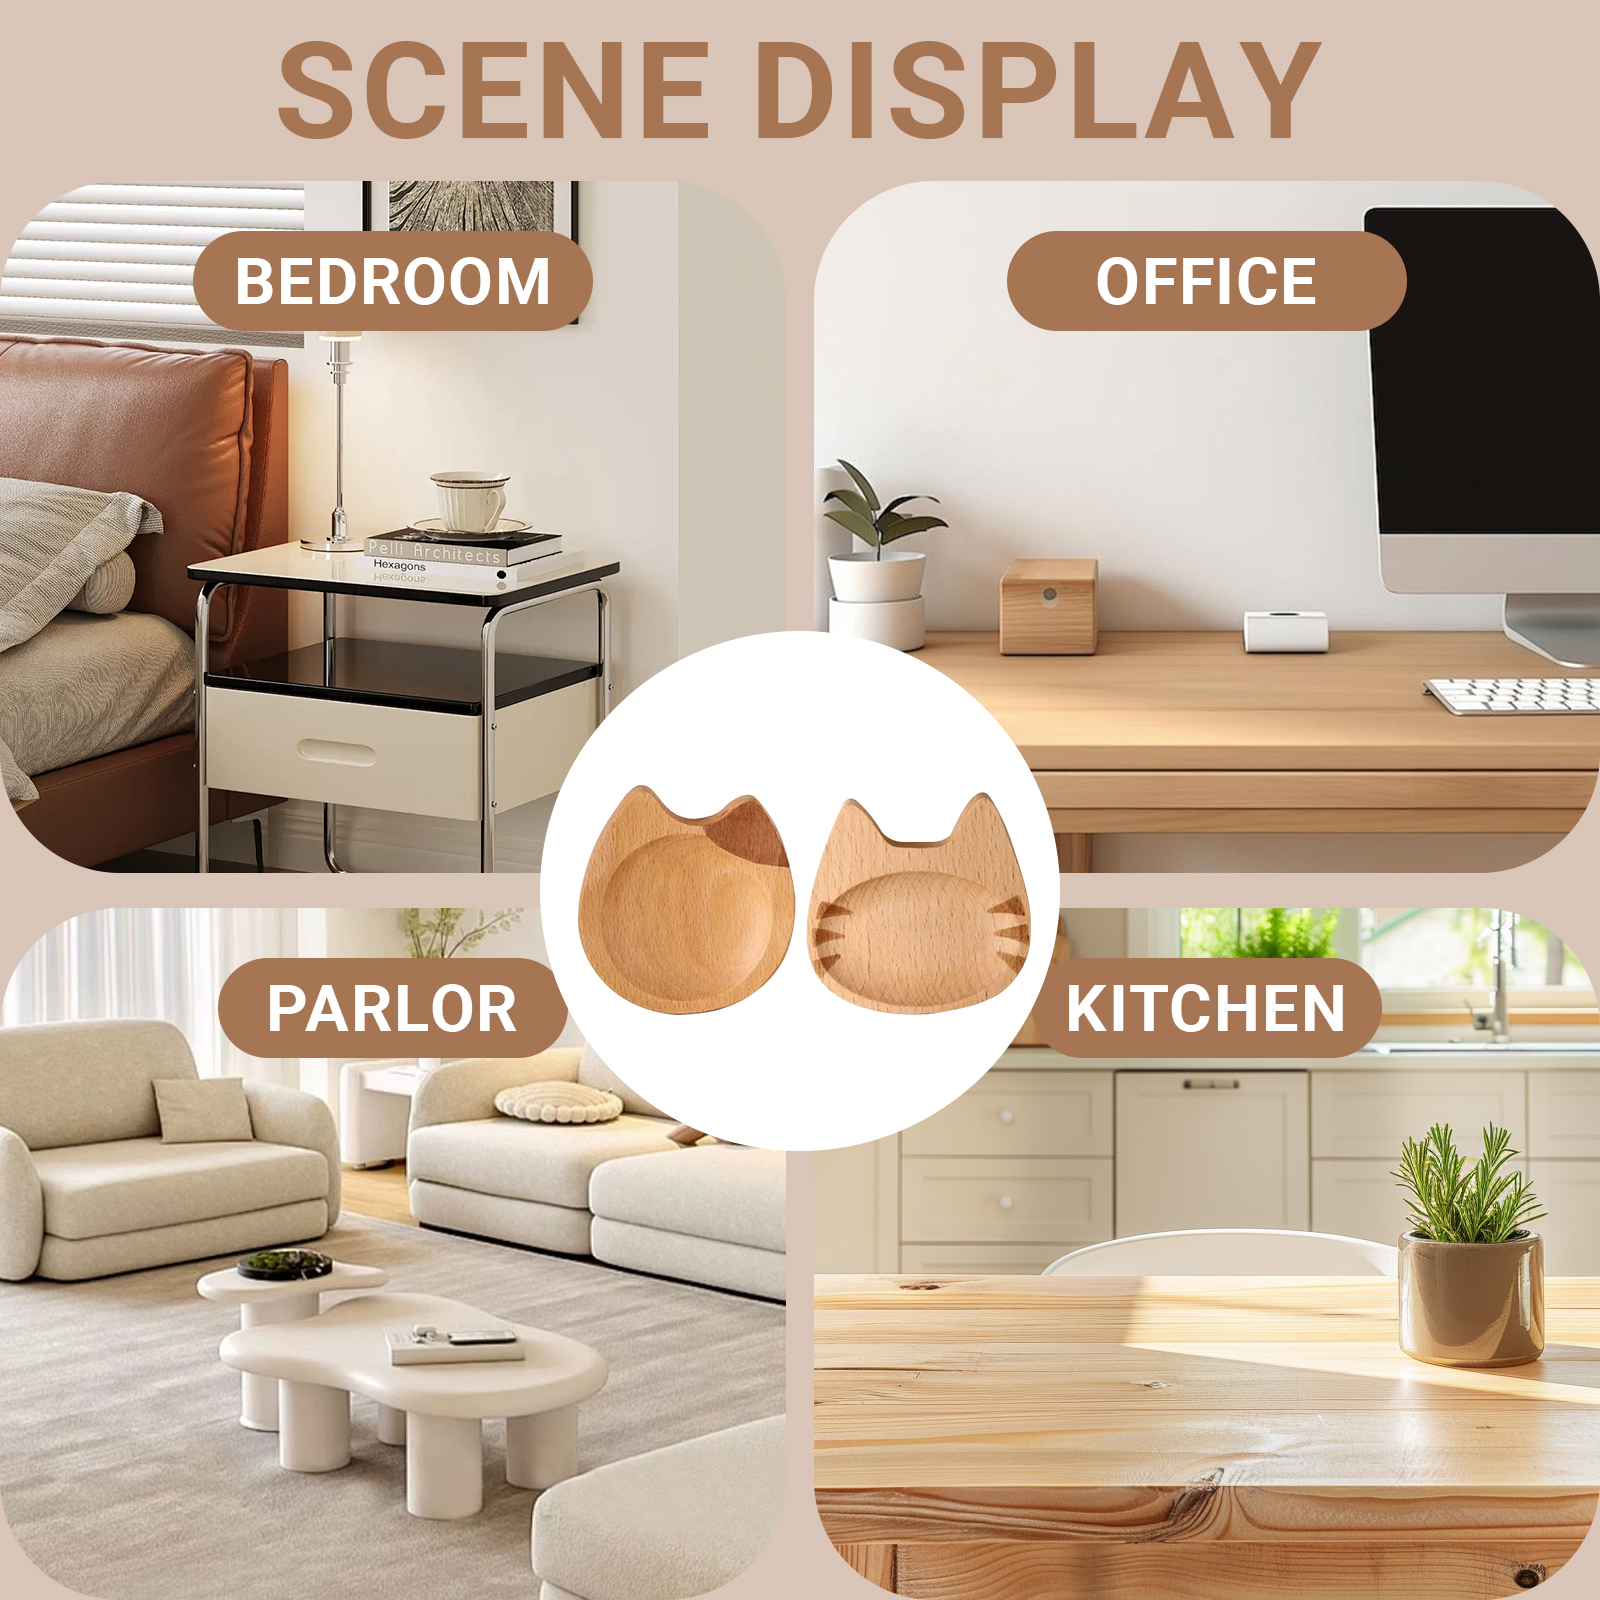 SCENE DISPLAY
BEDROOM
OFFICE
Pelli Architects
Hexagons
PARLOR
KITCHEN